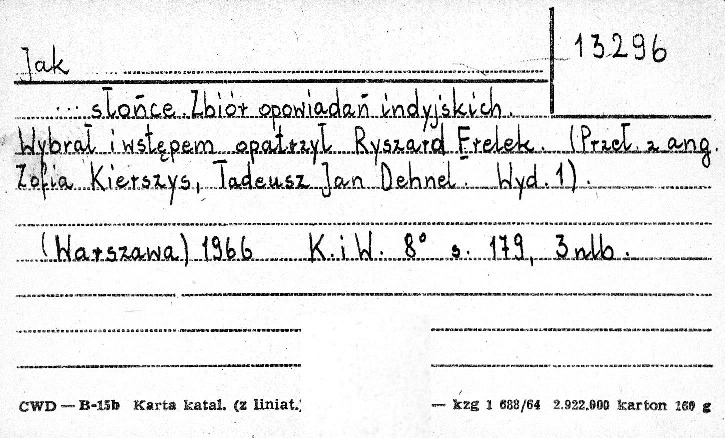 13296
Jak
... słońce. Zbiór opowiadań indyjskich.
Wybrał i wstępem opatrzył Ryszard Frelek. (Przeł. z ang.
Zofia Kierszys, Tadeusz Jan Dehnel. Wyd. 1).
(Warszawa) 1966 K. i W. 8° s. 179, 3 nlb.
CWD — B-15b Karta katal. (z liniat.) — kzg 1 688/64 2.922.000 karton 160 g